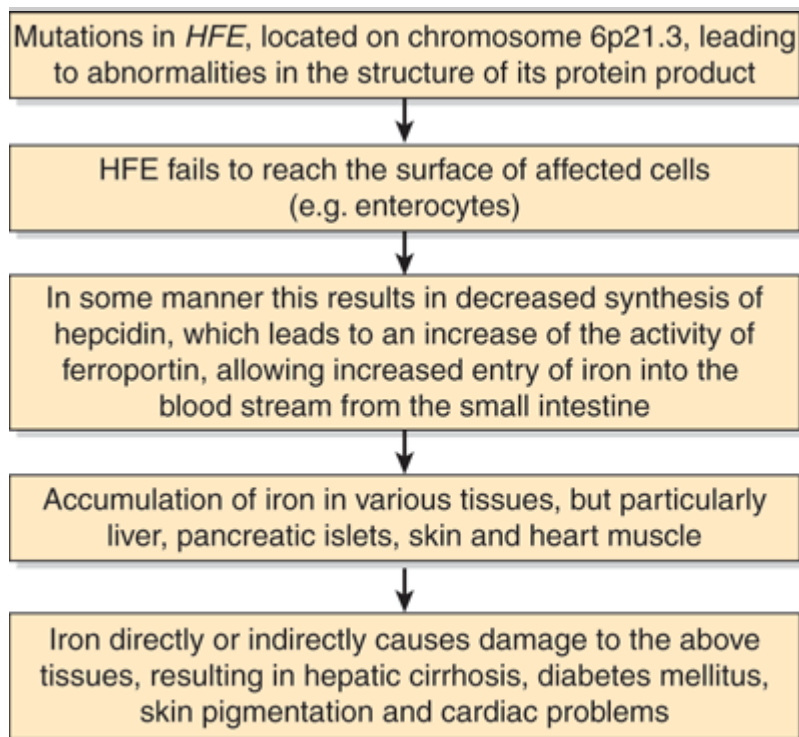 Mutations in HFE, located on chromosome 6p21.3, leading
to abnormalities in the structure of its protein product
HFE fails to reach the surface of affected cells
(e.g. enterocytes)
In some manner this results in decreased synthesis of
hepcidin, which leads to an increase of the activity of
ferroportin, allowing increased entry of iron into the
blood stream from the small intestine
Accumulation of iron in various tissues, but particularly
liver, pancreatic islets, skin and heart muscle
Iron directly or indirectly causes damage to the above
tissues, resulting in hepatic cirrhosis, diabetes mellitus,
skin pigmentation and cardiac problems